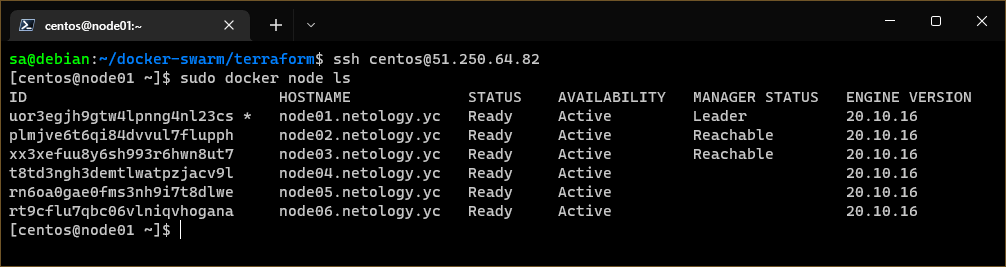 centos@node01:~
sa@debian:~/docker-swarm/terraform$ ssh centos@51.250.64.82
[centos@node01 ~]$ sudo docker node ls
ID HOSTNAME STATUS AVAILABILITY MANAGER STATUS ENGINE VERSION
uor3egjh9gtw4lpnng4nl23cs * node01.netology.yc Ready Active Leader 20.10.16
plmjve6t6qi84dvvul7flupph node02.netology.yc Ready Active Reachable 20.10.16
xx3xefuu8y6sh993r6hwn8ut7 node03.netology.yc Ready Active Reachable 20.10.16
t8td3ngh3demtlwatpzjacv9l node04.netology.yc Ready Active 20.10.16
rn6oa0gae0fms3nh9i7t8dlwe node05.netology.yc Ready Active 20.10.16
rt9cflu7qbc06vlniqvhogana node06.netology.yc Ready Active 20.10.16
[centos@node01 ~]$